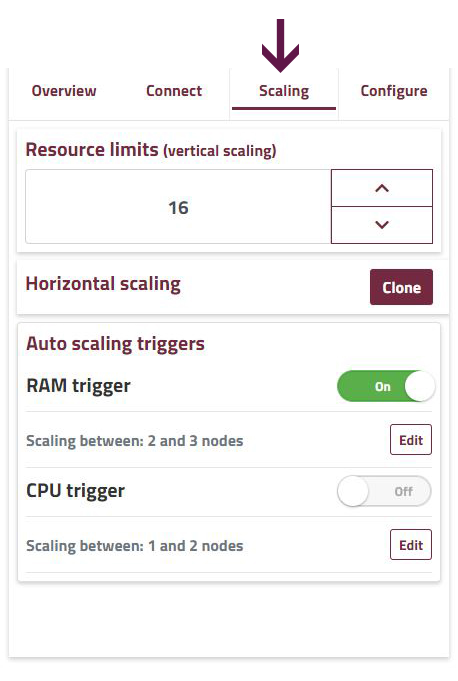 Overview Connect Scaling Configure
Resource limits (vertical scaling)
16
Horizontal scaling Clone
Auto scaling triggers
RAM trigger On
Scaling between: 2 and 3 nodes Edit
CPU trigger Off
Scaling between: 1 and 2 nodes Edit